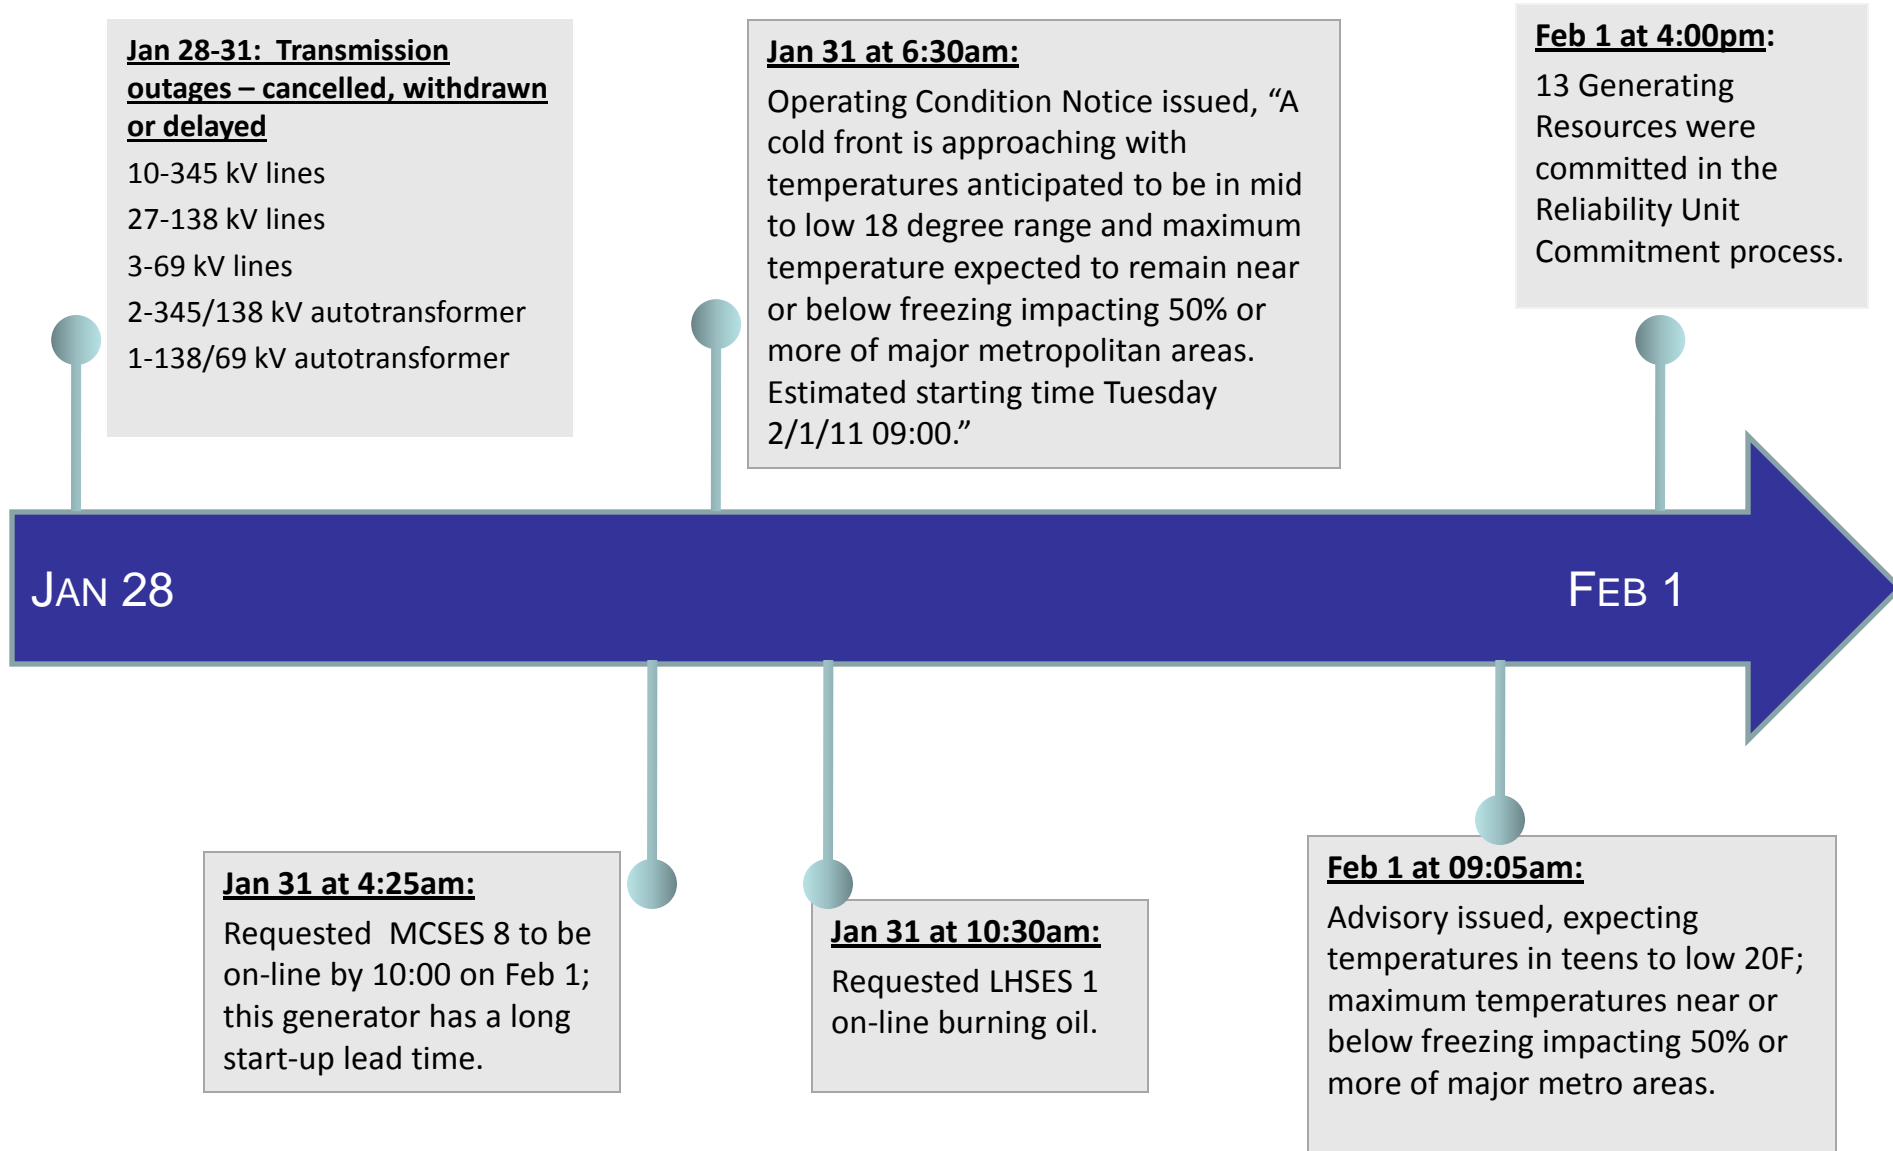 Jan 28-31:  Transmission
outages – cancelled, withdrawn
or delayed
10-345 kV lines
27-138 kV lines
3-69 kV lines
2-345/138 kV autotransformer
1-138/69 kV autotransformer
Jan 31 at 6:30am:
Operating Condition Notice issued, “A
cold front is approaching with
temperatures anticipated to be in mid
to low 18 degree range and maximum
temperature expected to remain near
or below freezing impacting 50% or
more of major metropolitan areas.
Estimated starting time Tuesday
2/1/11 09:00.”
Feb 1 at 4:00pm:
13 Generating
Resources were
committed in the
Reliability Unit
Commitment process.
JAN 28
FEB 1
Jan 31 at 4:25am:
Requested  MCSES 8 to be
on-line by 10:00 on Feb 1;
this generator has a long
start-up lead time.
Jan 31 at 10:30am:
Requested LHSES 1
on-line burning oil.
Feb 1 at 09:05am:
Advisory issued, expecting
temperatures in teens to low 20F;
maximum temperatures near or
below freezing impacting 50% or
more of major metro areas.